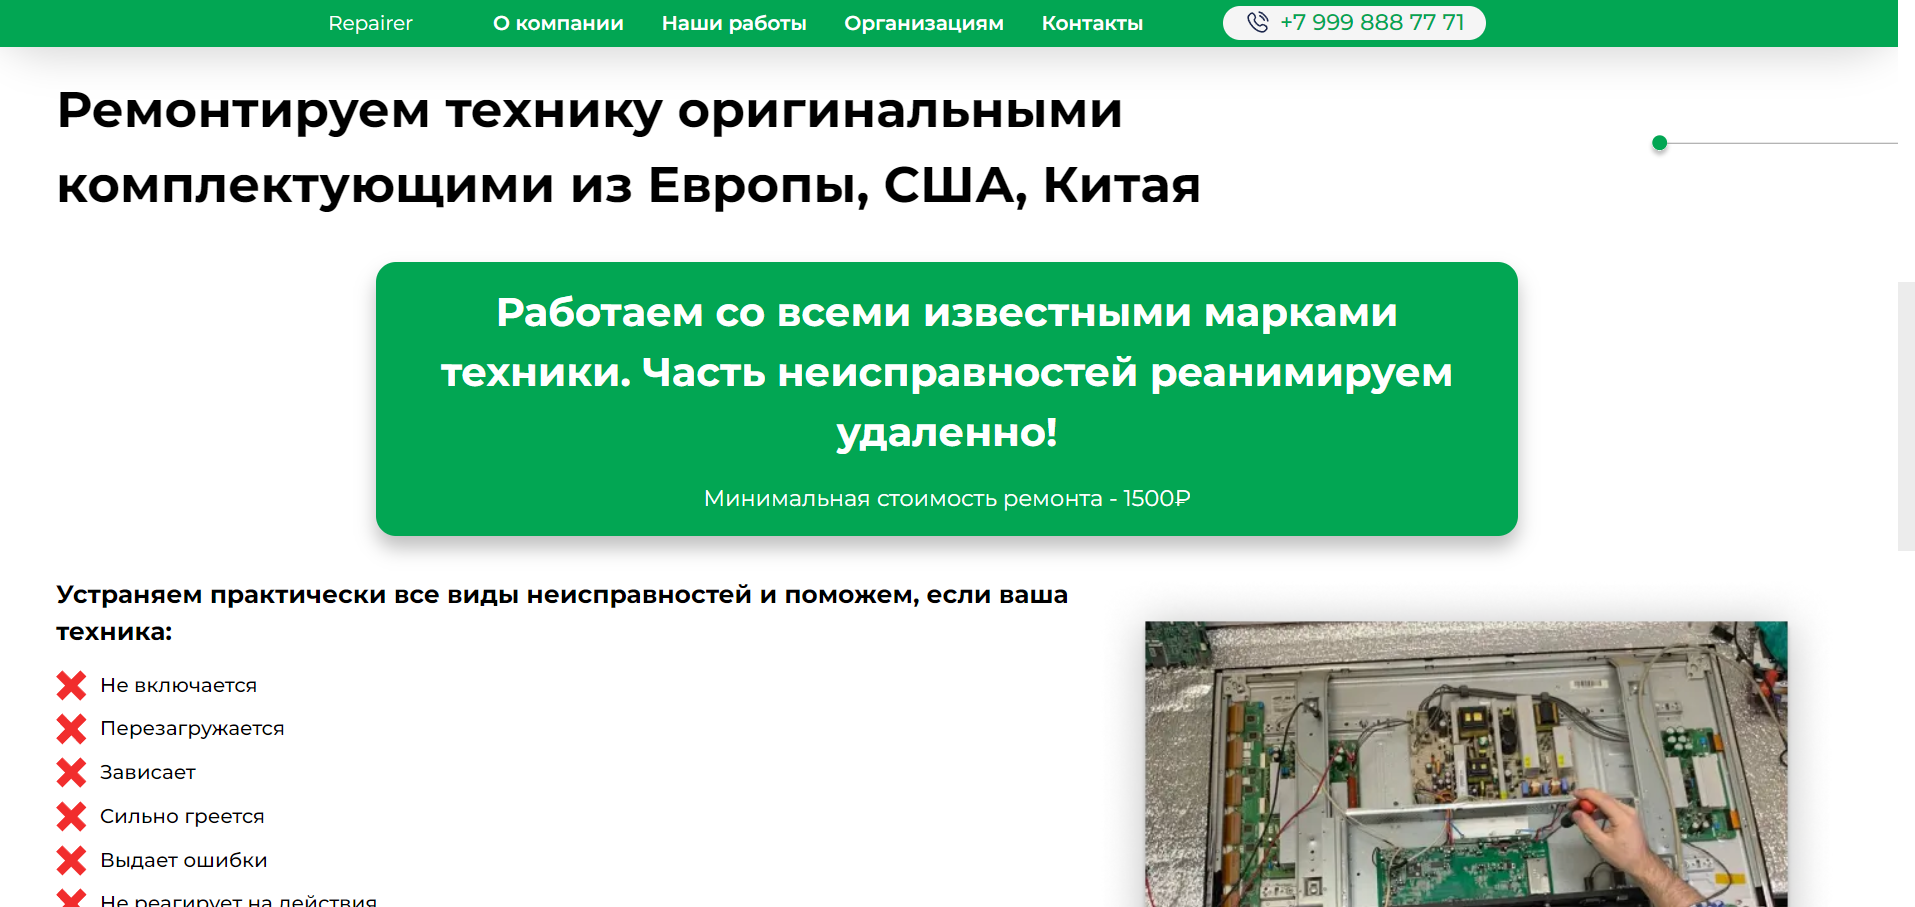 Repairer О компании Наши работы Организациям Контакты +7 999 888 77 71
Ремонтируем технику оригинальными
комплектующими из Европы, США, Китая
Работаем со всеми известными марками
техники. Часть неисправностей реанимируем
удаленно!
Минимальная стоимость ремонта - 1500₽
Устраняем практически все виды неисправностей и поможем, если ваша
техника:
Не включается
Перезагружается
Зависает
Сильно греется
Выдает ошибки
Не реагирует на действия